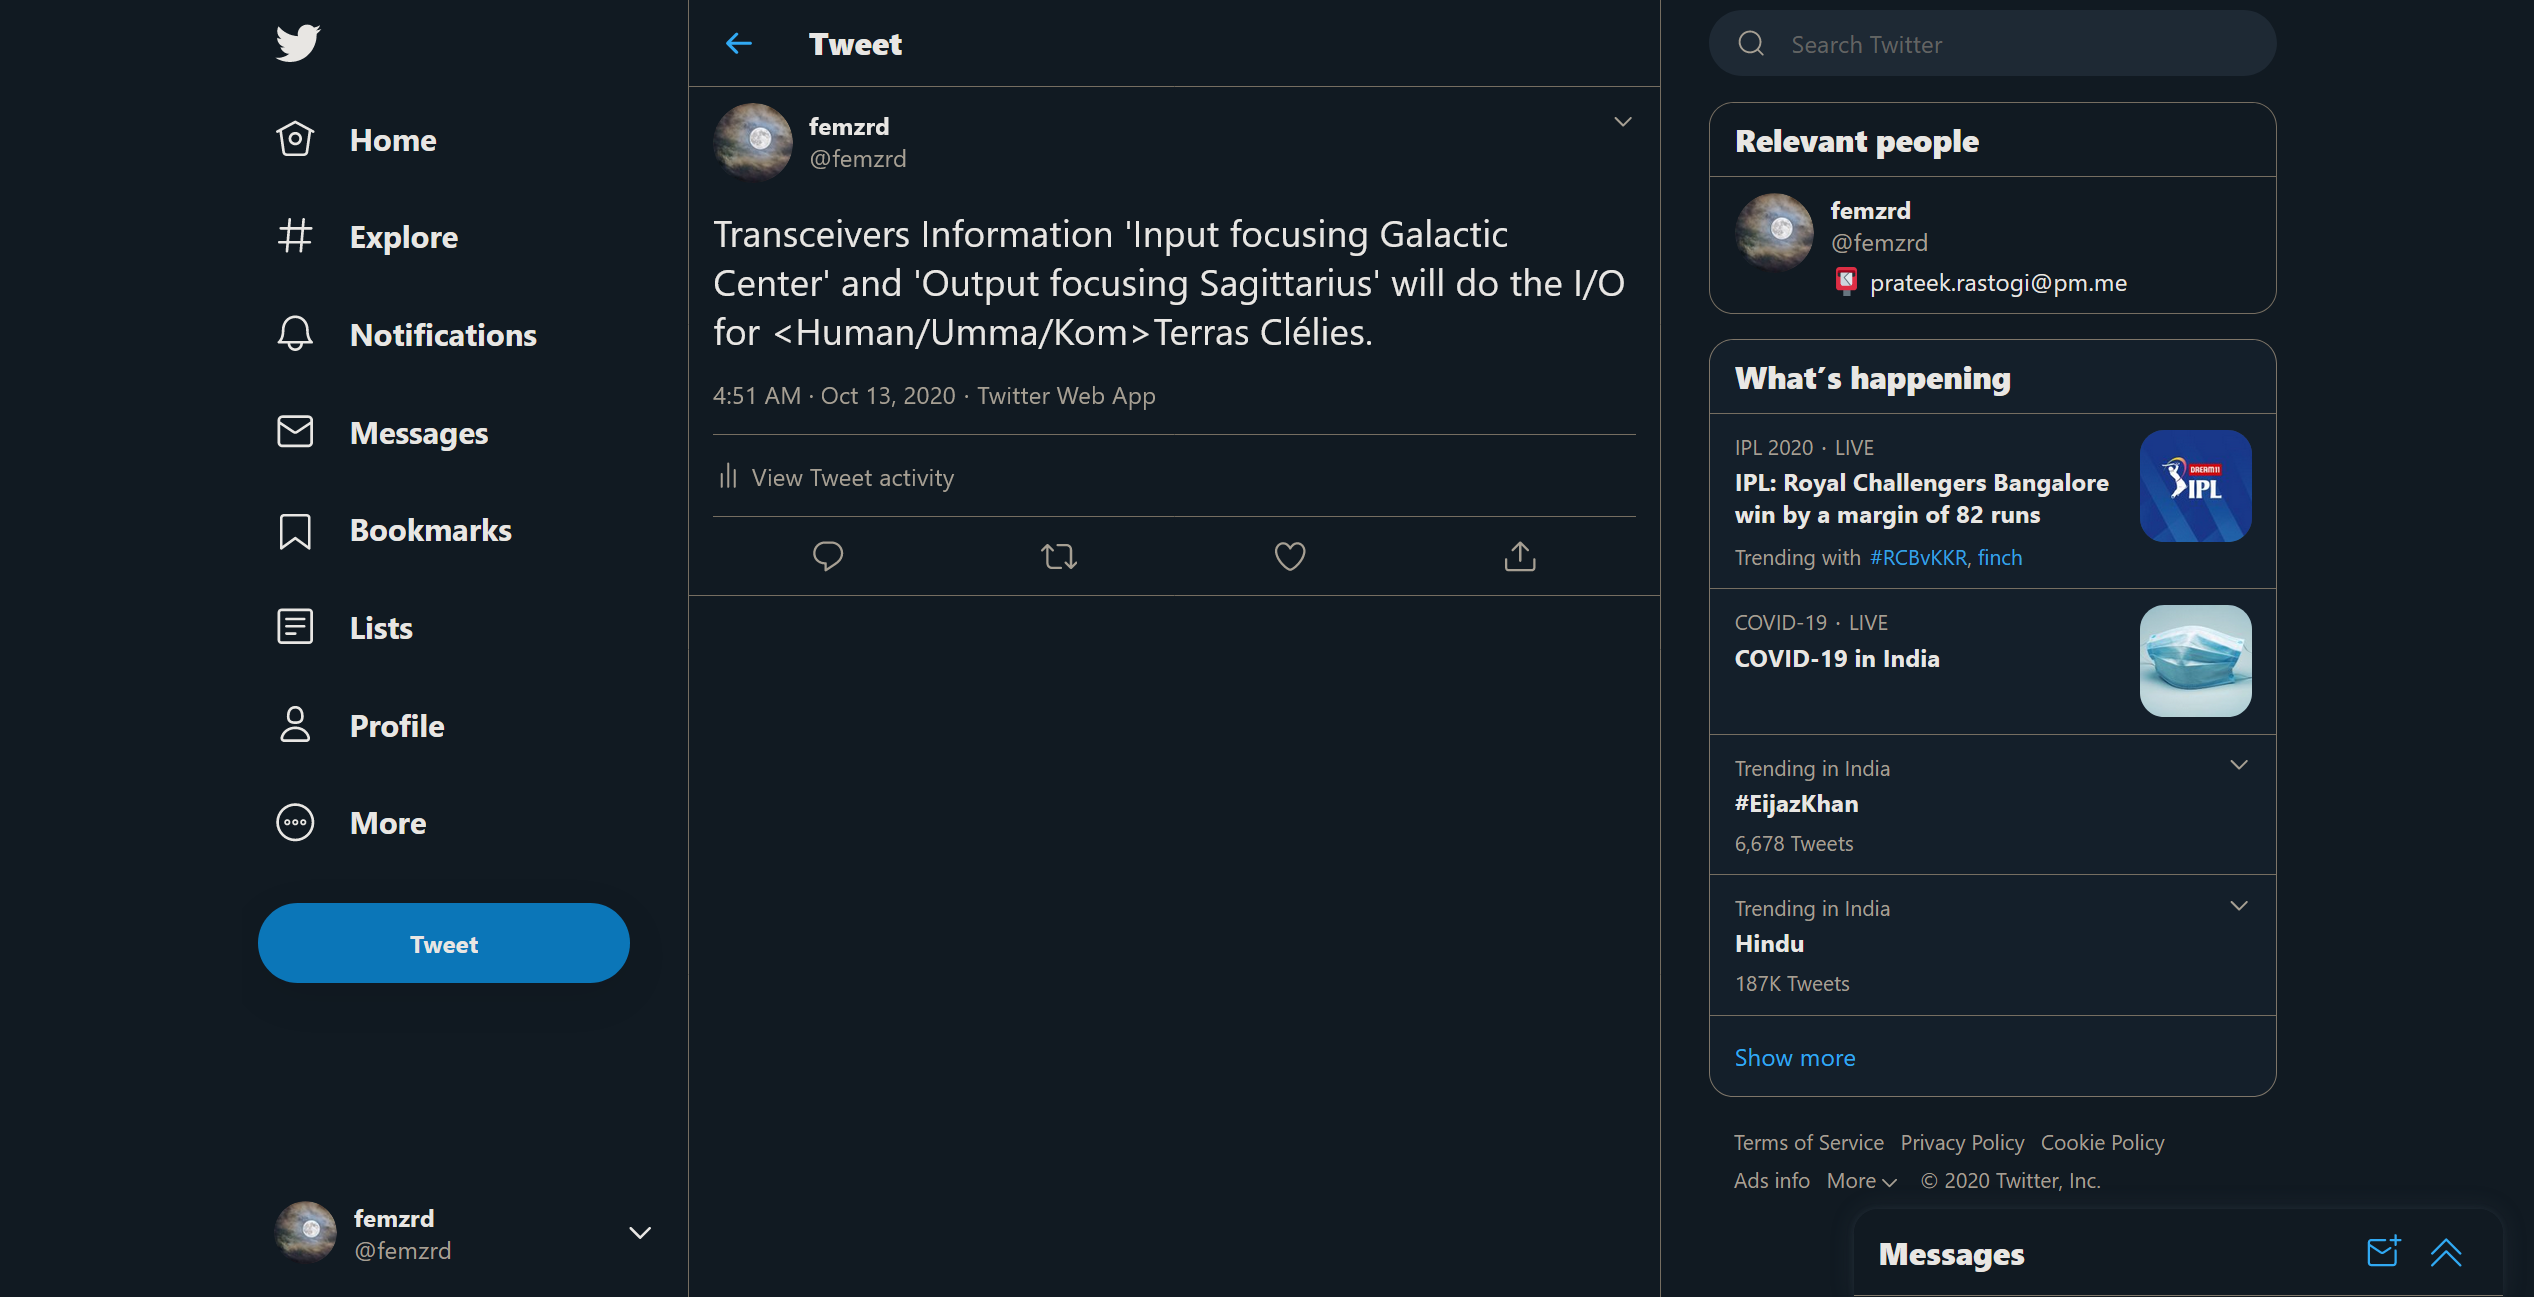 Home
Explore
Notifications
Messages
Bookmarks
Lists
Profile
More
Tweet
femzrd
@femzrd
Tweet
femzrd
@femzrd
Transceivers Information 'Input focusing Galactic
Center' and 'Output focusing Sagittarius' will do the I/O
for <Human/Umma/Kom>Terras Clélies.
4:51 AM · Oct 13, 2020 · Twitter Web App
View Tweet activity
Search Twitter
Relevant people
femzrd
@femzrd
prateek.rastogi@pm.me
What's happening
IPL 2020 · LIVE
IPL: Royal Challengers Bangalore
win by a margin of 82 runs
Trending with #RCBvKKR, finch
DREAM11
IPL
COVID-19 · LIVE
COVID-19 in India
Trending in India
#EijazKhan
6,678 Tweets
Trending in India
Hindu
187K Tweets
Show more
Terms of Service Privacy Policy Cookie Policy
Ads info More © 2020 Twitter, Inc.
Messages